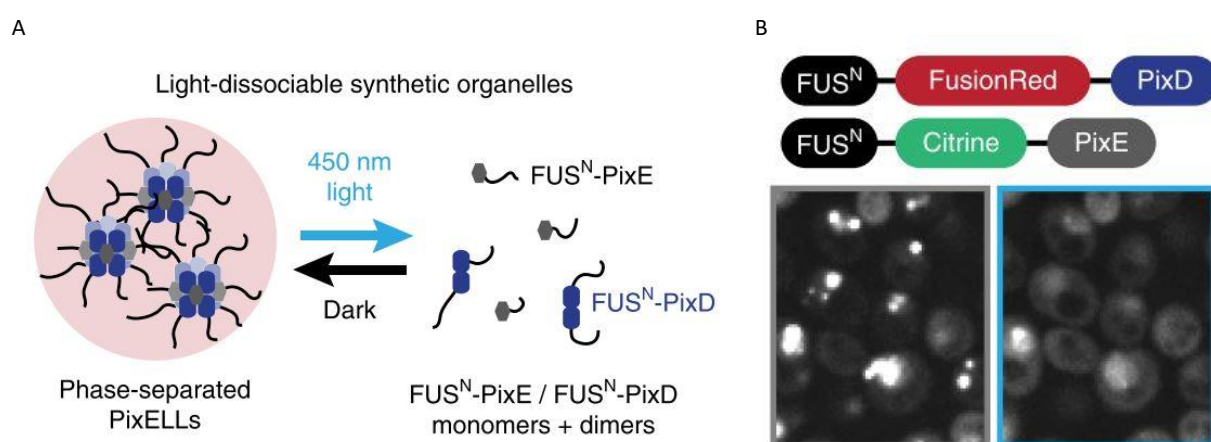 A
Light-dissociable synthetic organelles
450 nm
light
Dark
FUSᴺ-PixE
FUSᴺ-PixD
Phase-separated
PixELLs
FUSᴺ-PixE / FUSᴺ-PixD
monomers + dimers
B
FUSᴺ FusionRed PixD
FUSᴺ Citrine PixE